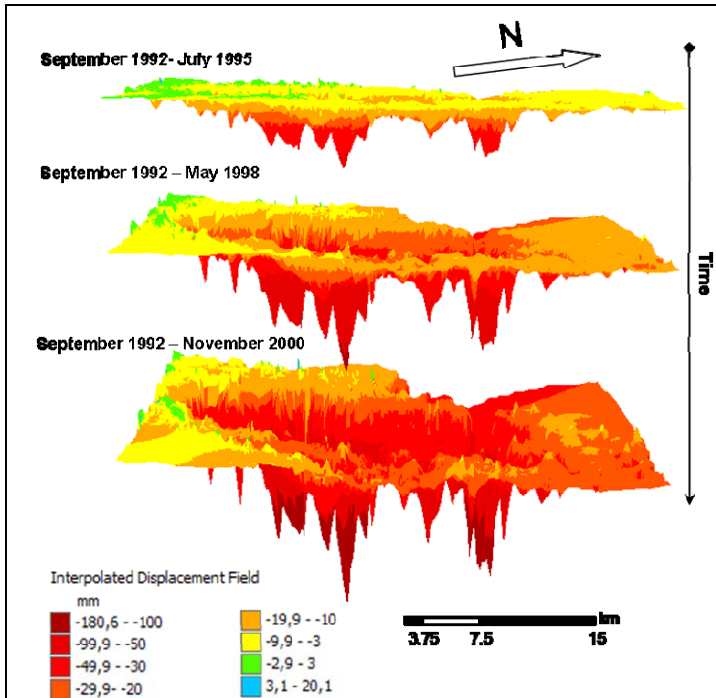 N
September 1992- July 1995
September 1992 – May 1998
Time
September 1992 – November 2000
Interpolated Displacement Field
mm
-180,6 - -100
-99,9 - -50
-49,9 - -30
-29,9- -20
-19,9 - -10
-9,9 - -3
-2,9 - 3
3,1 - 20,1
km
3.75 7.5 15